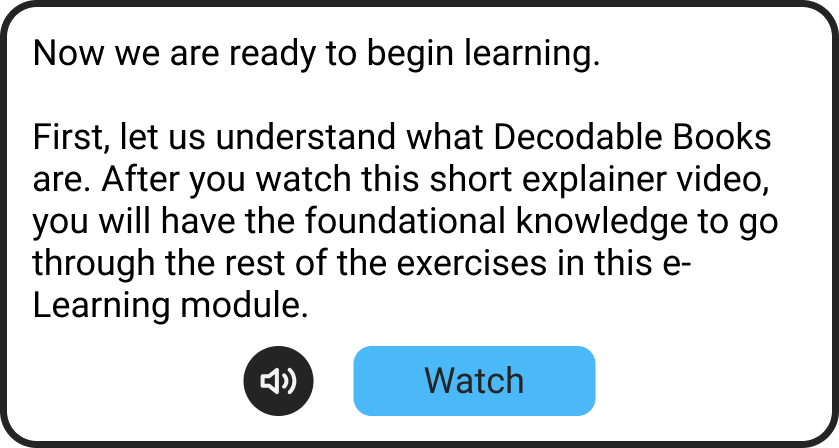 Now we are ready to begin learning.
First, let us understand what Decodable Books
are. After you watch this short explainer video,
you will have the foundational knowledge to go
through the rest of the exercises in this e-
Learning module.
Watch